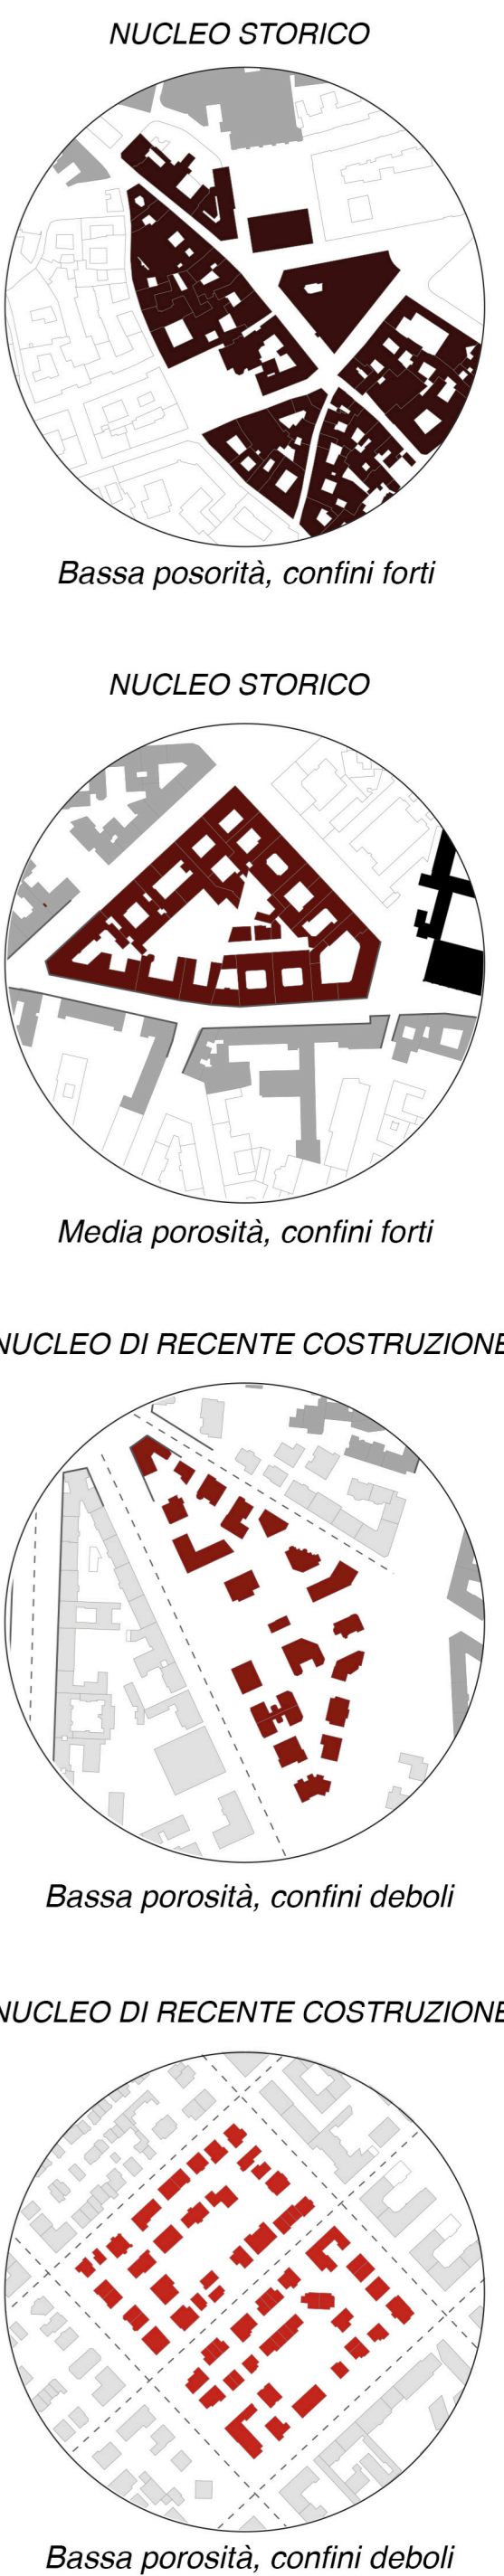 NUCLEO STORICO
Bassa posorità, confini forti
NUCLEO STORICO
Media porosità, confini forti
NUCLEO DI RECENTE COSTRUZIONE
Bassa porosità, confini deboli
NUCLEO DI RECENTE COSTRUZIONE
Bassa porosità, confini deboli